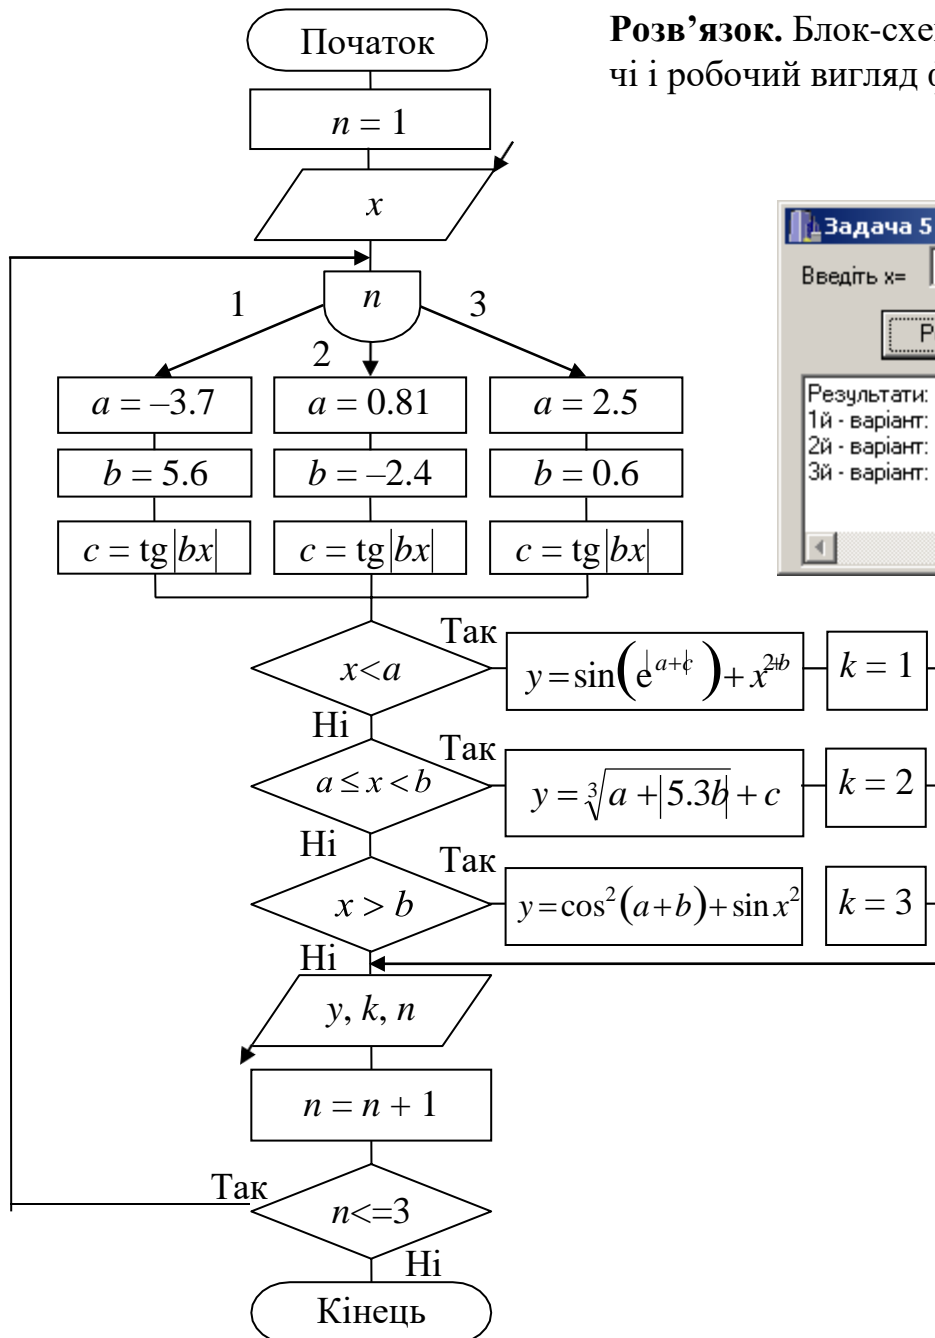 Початок
Розв’язок. Блок-схе
чі і робочий вигляд
n = 1
x
Задача 5
Введіть x=
Результати:
1й - варіант:
2й - варіант:
3й - варіант:
n
1
2
3
a = –3.7
a = 0.81
a = 2.5
b = 5.6
b = –2.4
b = 0.6
c = tg|bx|
c = tg|bx|
c = tg|bx|
x<a
Так
y = sin(e^|a+c|) + x^2+b
k = 1
Ні
a ≤ x < b
Так
y = ∛a + |5.3b| + c
k = 2
Ні
x > b
Так
y = cos²(a+b) + sin x²
k = 3
Ні
y, k, n
n = n + 1
Так
n<=3
Ні
Кінець